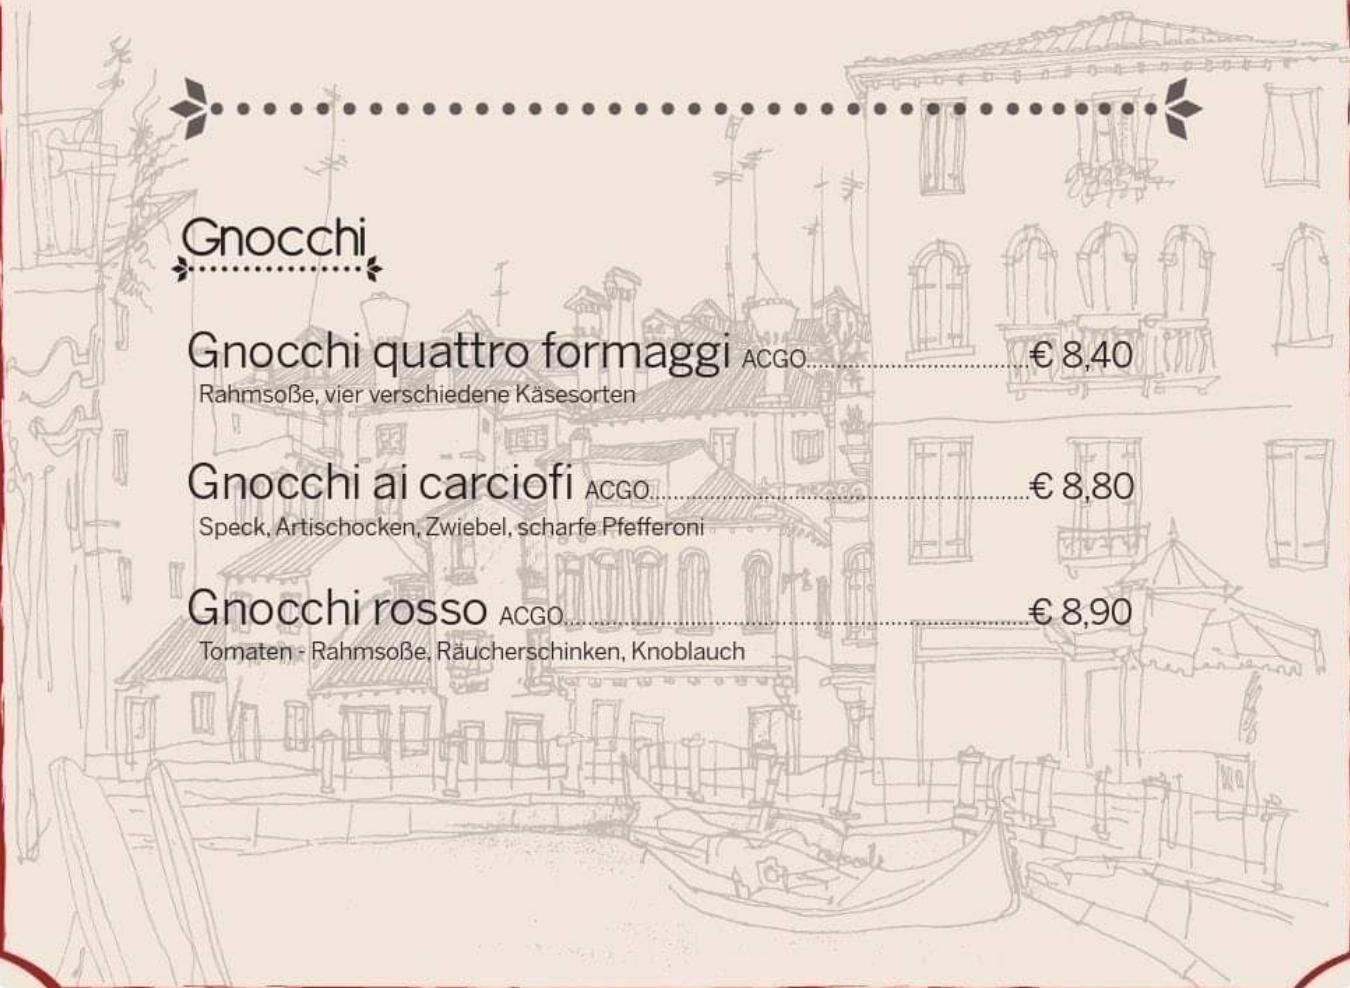 Gnocchi
Gnocchi quattro formaggi ACGO..................................€ 8,40
Rahmsoße, vier verschiedene Käsesorten
Gnocchi ai carciofi ACGO..........................................................€ 8,80
Speck, Artischocken, Zwiebel, scharfe Pfefferoni
Gnocchi rosso ACGO.......................................................................€ 8,90
Tomaten - Rahmsoße, Räucherschinken, Knoblauch